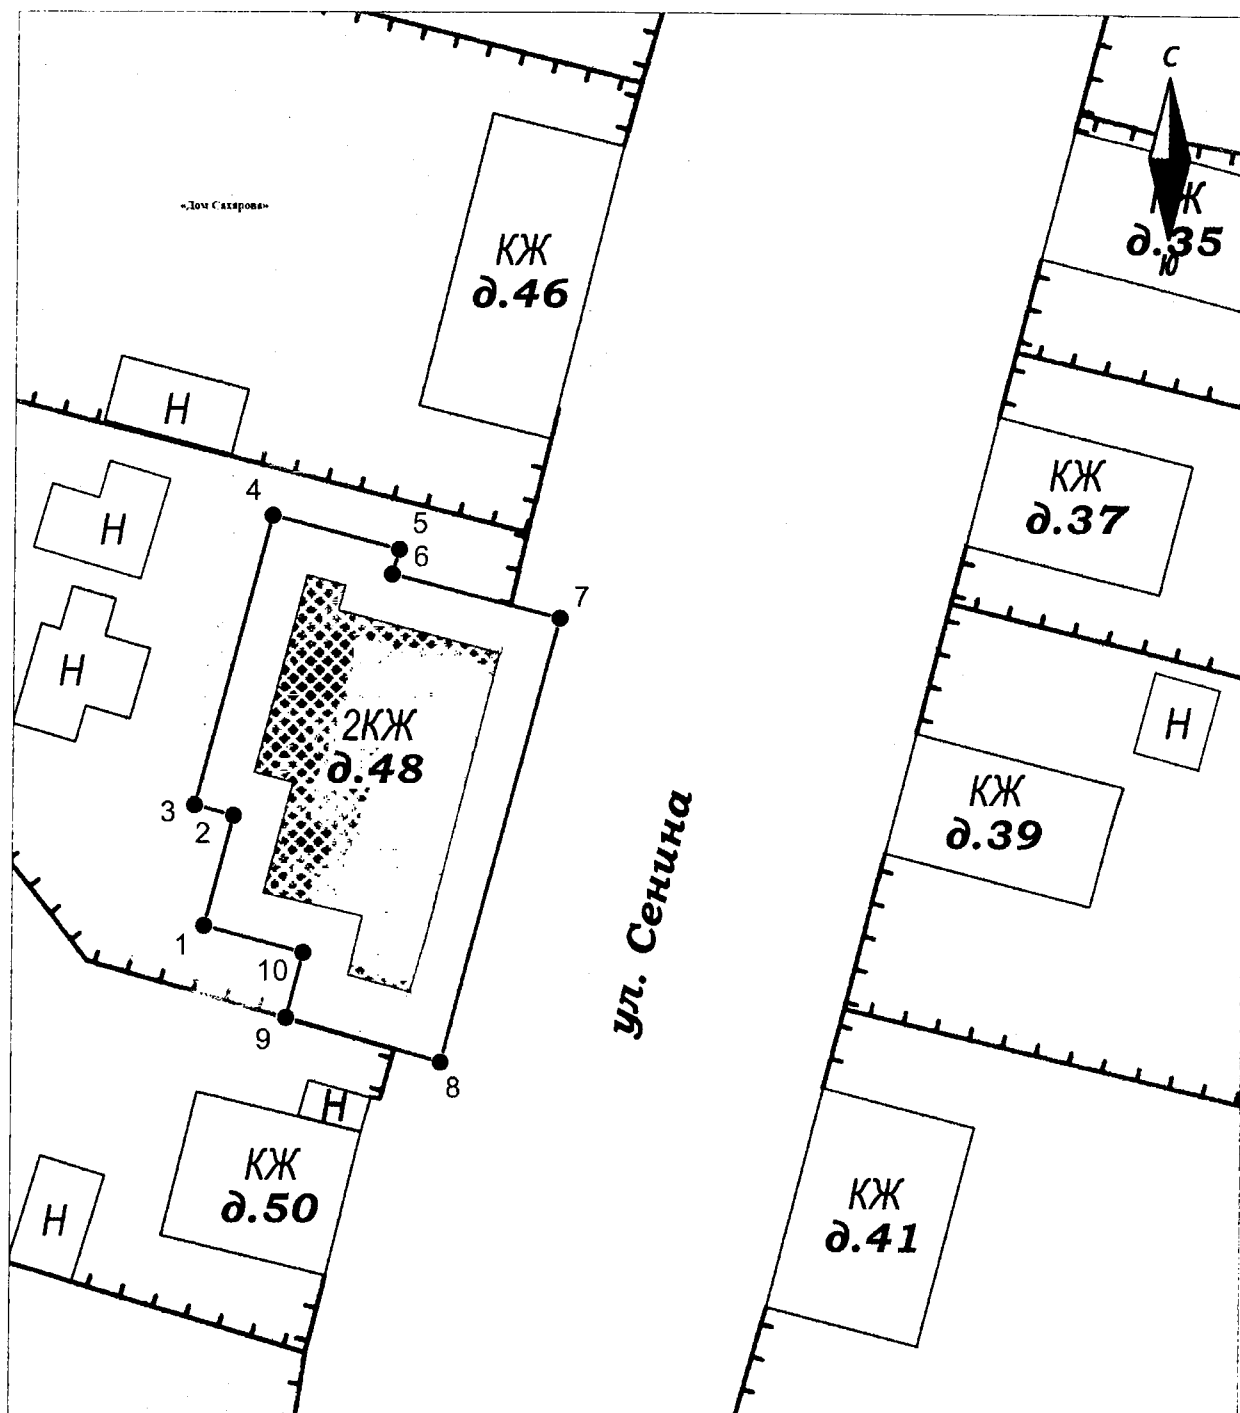 С
КЖ
д.35
Ю
«Дом Сахарова»
КЖ
д.46
Н
Н
4
5
6
7
КЖ
д.37
Н
2КЖ
д.48
Н
3
2
КЖ
д.39
ул. Сенина
1
10
9
8
Н
КЖ
д.50
Н
КЖ
д.41